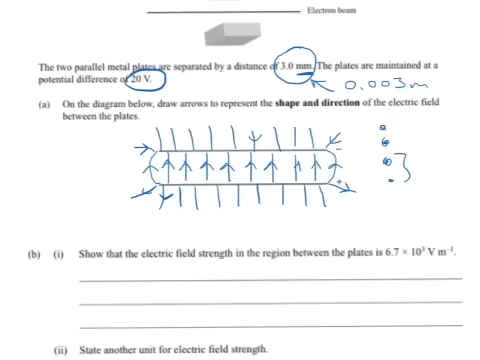 Electron beam
The two parallel metal plates are separated by a distance of 3.0 mm. The plates are maintained at a
potential difference of 20 V.
0.003m
(a) On the diagram below, draw arrows to represent the shape and direction of the electric field
between the plates.
(b) (i) Show that the electric field strength in the region between the plates is 6.7 × 10³ V m⁻¹.
(ii) State another unit for electric field strength.